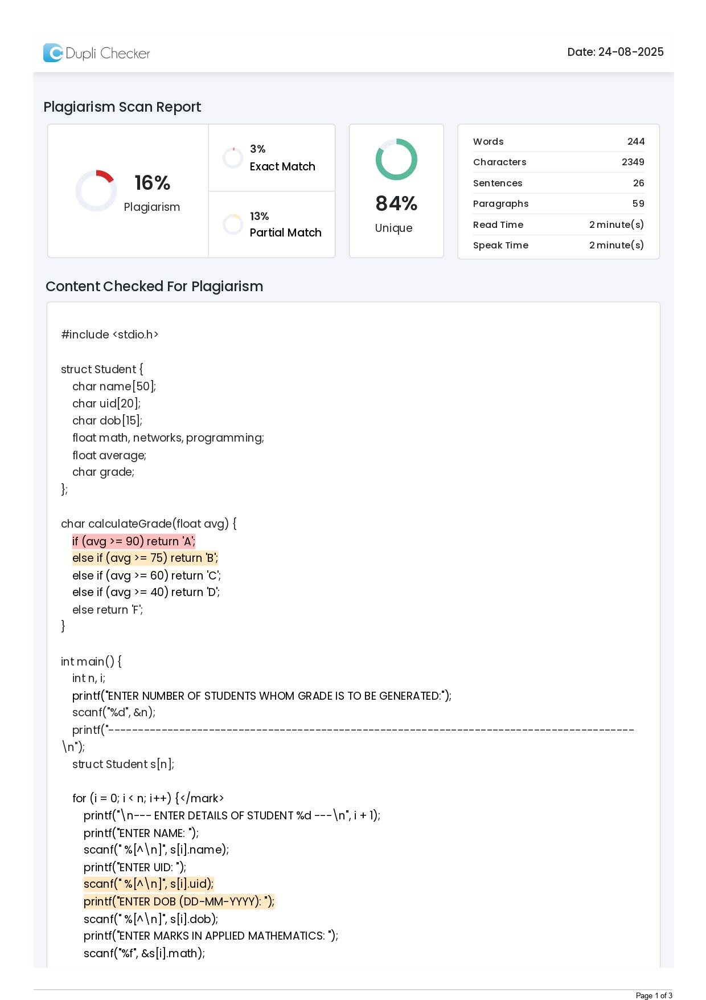 Dupli Checker
Date: 24-08-2025
Plagiarism Scan Report
16%
Plagiarism
3%
Exact Match
13%
Partial Match
84%
Unique
Words 244
Characters 2349
Sentences 26
Paragraphs 59
Read Time 2 minute(s)
Speak Time 2 minute(s)
Content Checked For Plagiarism
#include <stdio.h>
struct Student {
char name[50];
char uid[20];
char dob[15];
float math, networks, programming;
float average;
char grade;
};
char calculateGrade(float avg) {
if (avg >= 90) return 'A';
else if (avg >= 75) return 'B';
else if (avg >= 60) return 'C';
else if (avg >= 40) return 'D';
else return 'F';
}
int main() {
int n, i;
printf("ENTER NUMBER OF STUDENTS WHOM GRADE IS TO BE GENERATED:");
scanf("%d", &n);
printf("-----------------------------------------------------------------------------------------
\n");
struct Student s[n];
for (i = 0; i < n; i++) {</mark>
printf("\n--- ENTER DETAILS OF STUDENT %d ---\n", i + 1);
printf("ENTER NAME: ");
scanf(" %[^\n]", s[i].name);
printf("ENTER UID: ");
scanf(" %[^\n]", s[i].uid);
printf("ENTER DOB (DD-MM-YYYY): ");
scanf(" %[^\n]", s[i].dob);
printf("ENTER MARKS IN APPLIED MATHEMATICS: ");
scanf("%f", &s[i].math);
Page 1 of 3